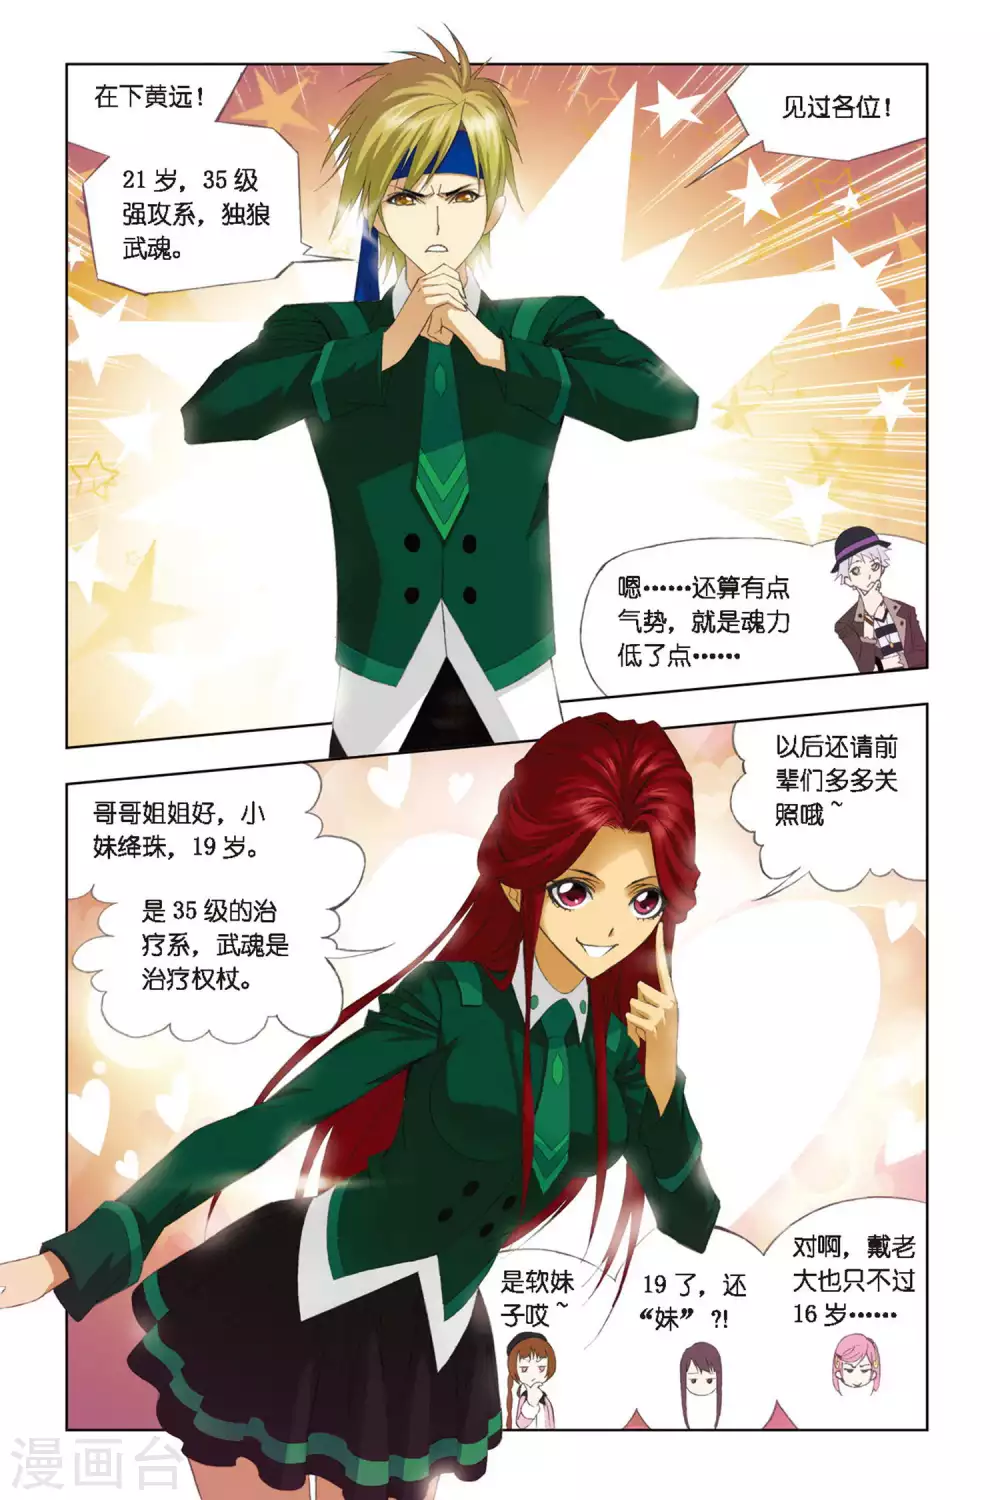 在下黄远！
21岁，35级
强攻系，独狼
武魂。
见过各位！
嗯……还算有点
气势，就是魂力
低了点……
以后还请前
辈们多多关
照哦~
哥哥姐姐好，小
妹绛珠，19岁。
是35级的治
疗系，武魂是
治疗权杖。
是软妹
子哎~
19了，还
“妹”?!
对啊，戴老
大也只不过
16岁……
漫画台